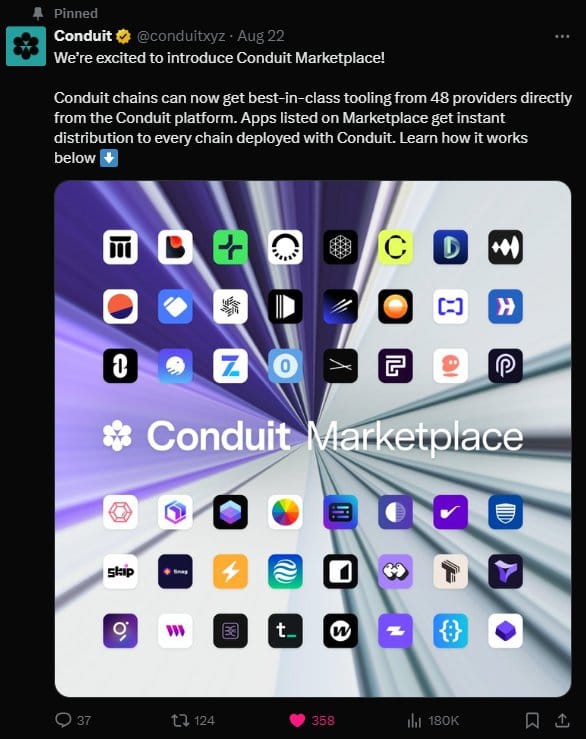 Pinned
Conduit @conduitxyz · Aug 22
We’re excited to introduce Conduit Marketplace!
Conduit chains can now get best-in-class tooling from 48 providers directly
from the Conduit platform. Apps listed on Marketplace get instant
distribution to every chain deployed with Conduit. Learn how it works
below ⬇️
Conduit Marketplace
skip
Snag
t_
37 124 358 180K